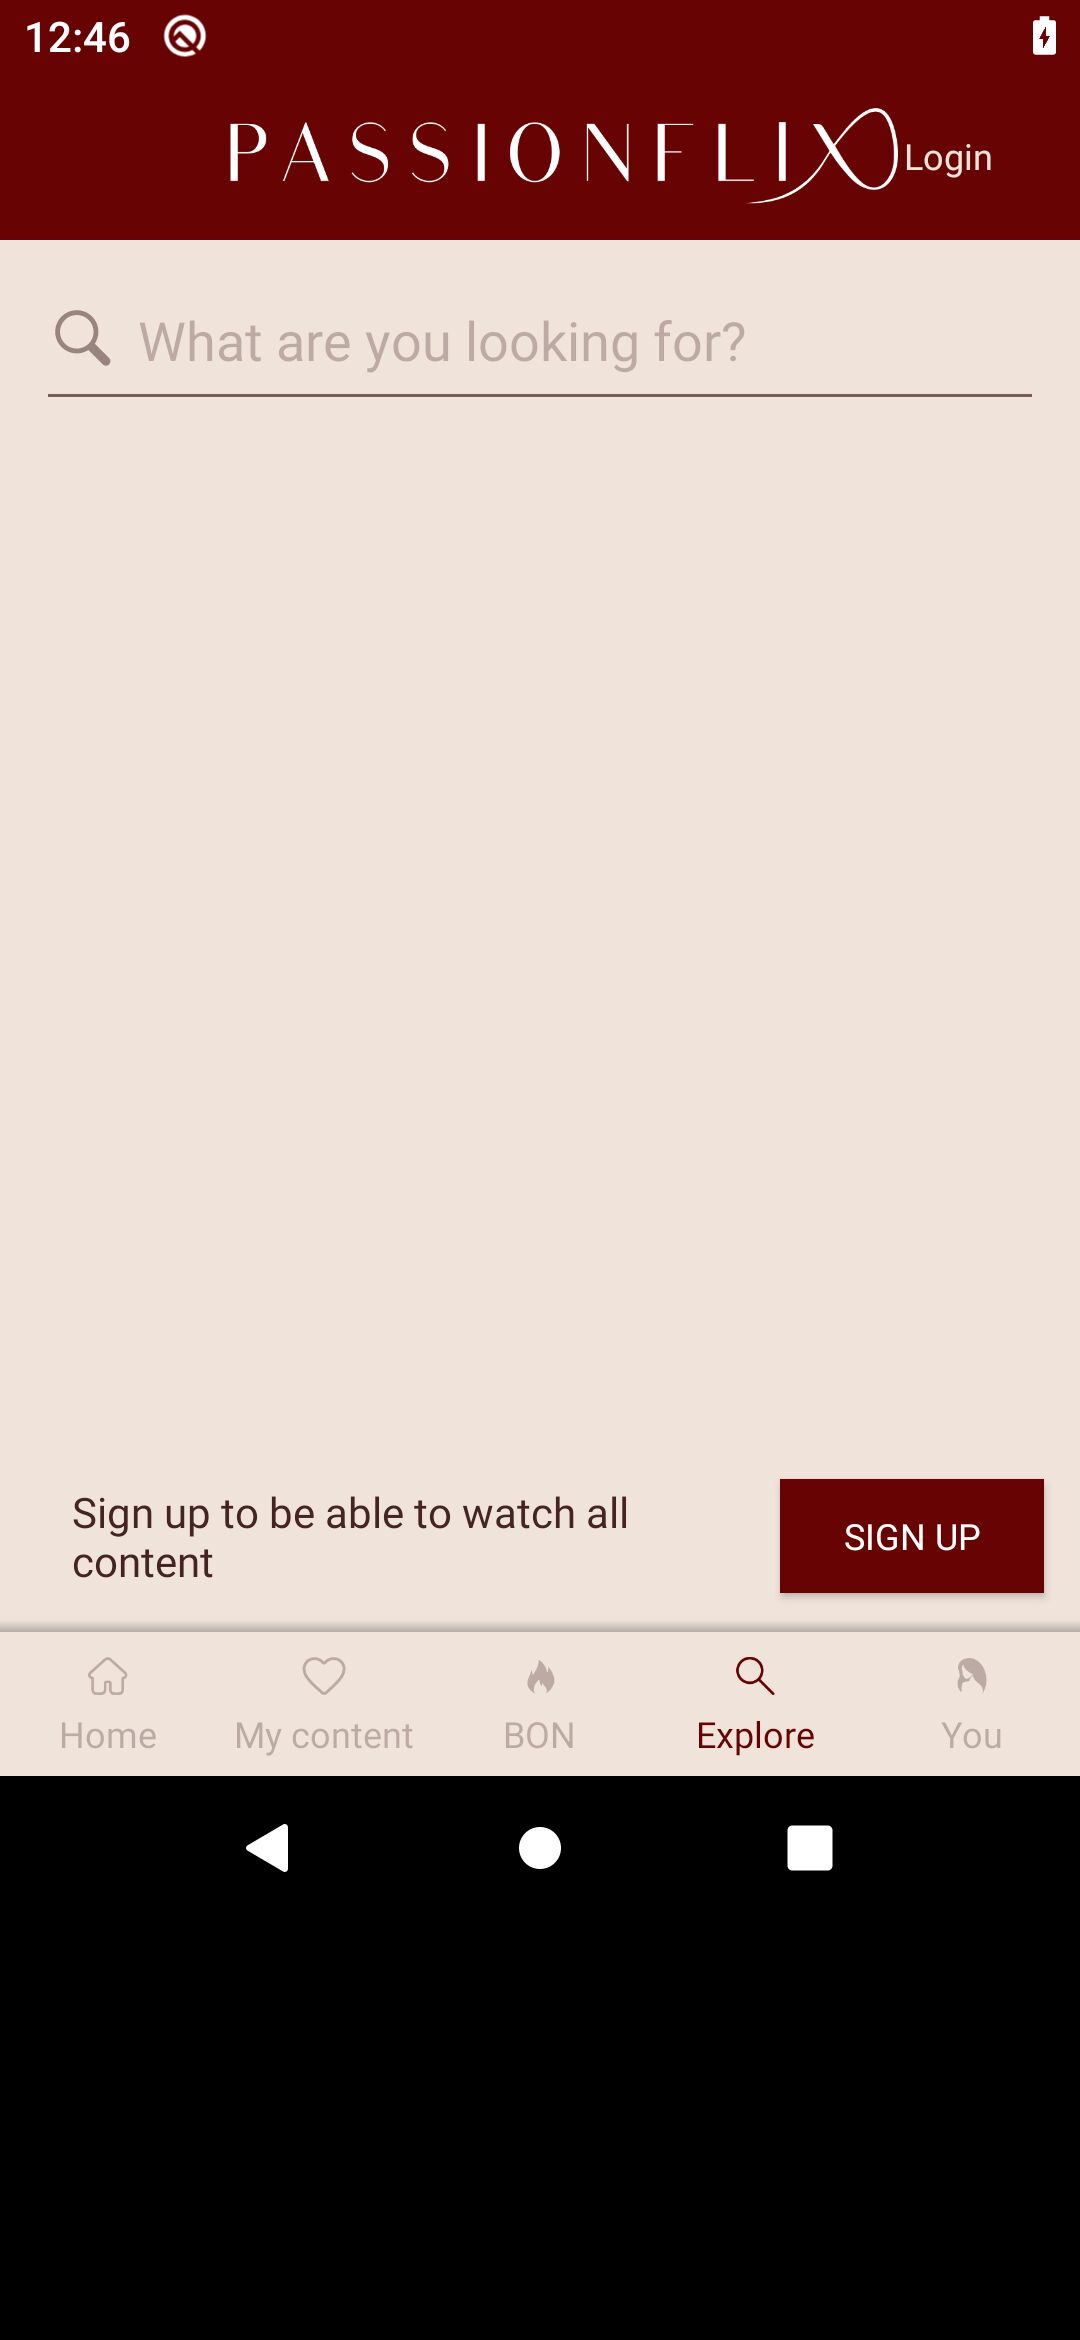 12:46
PASSIONFLIX
Login
What are you looking for?
Sign up to be able to watch all
content
SIGN UP
Home
My content
BON
Explore
You